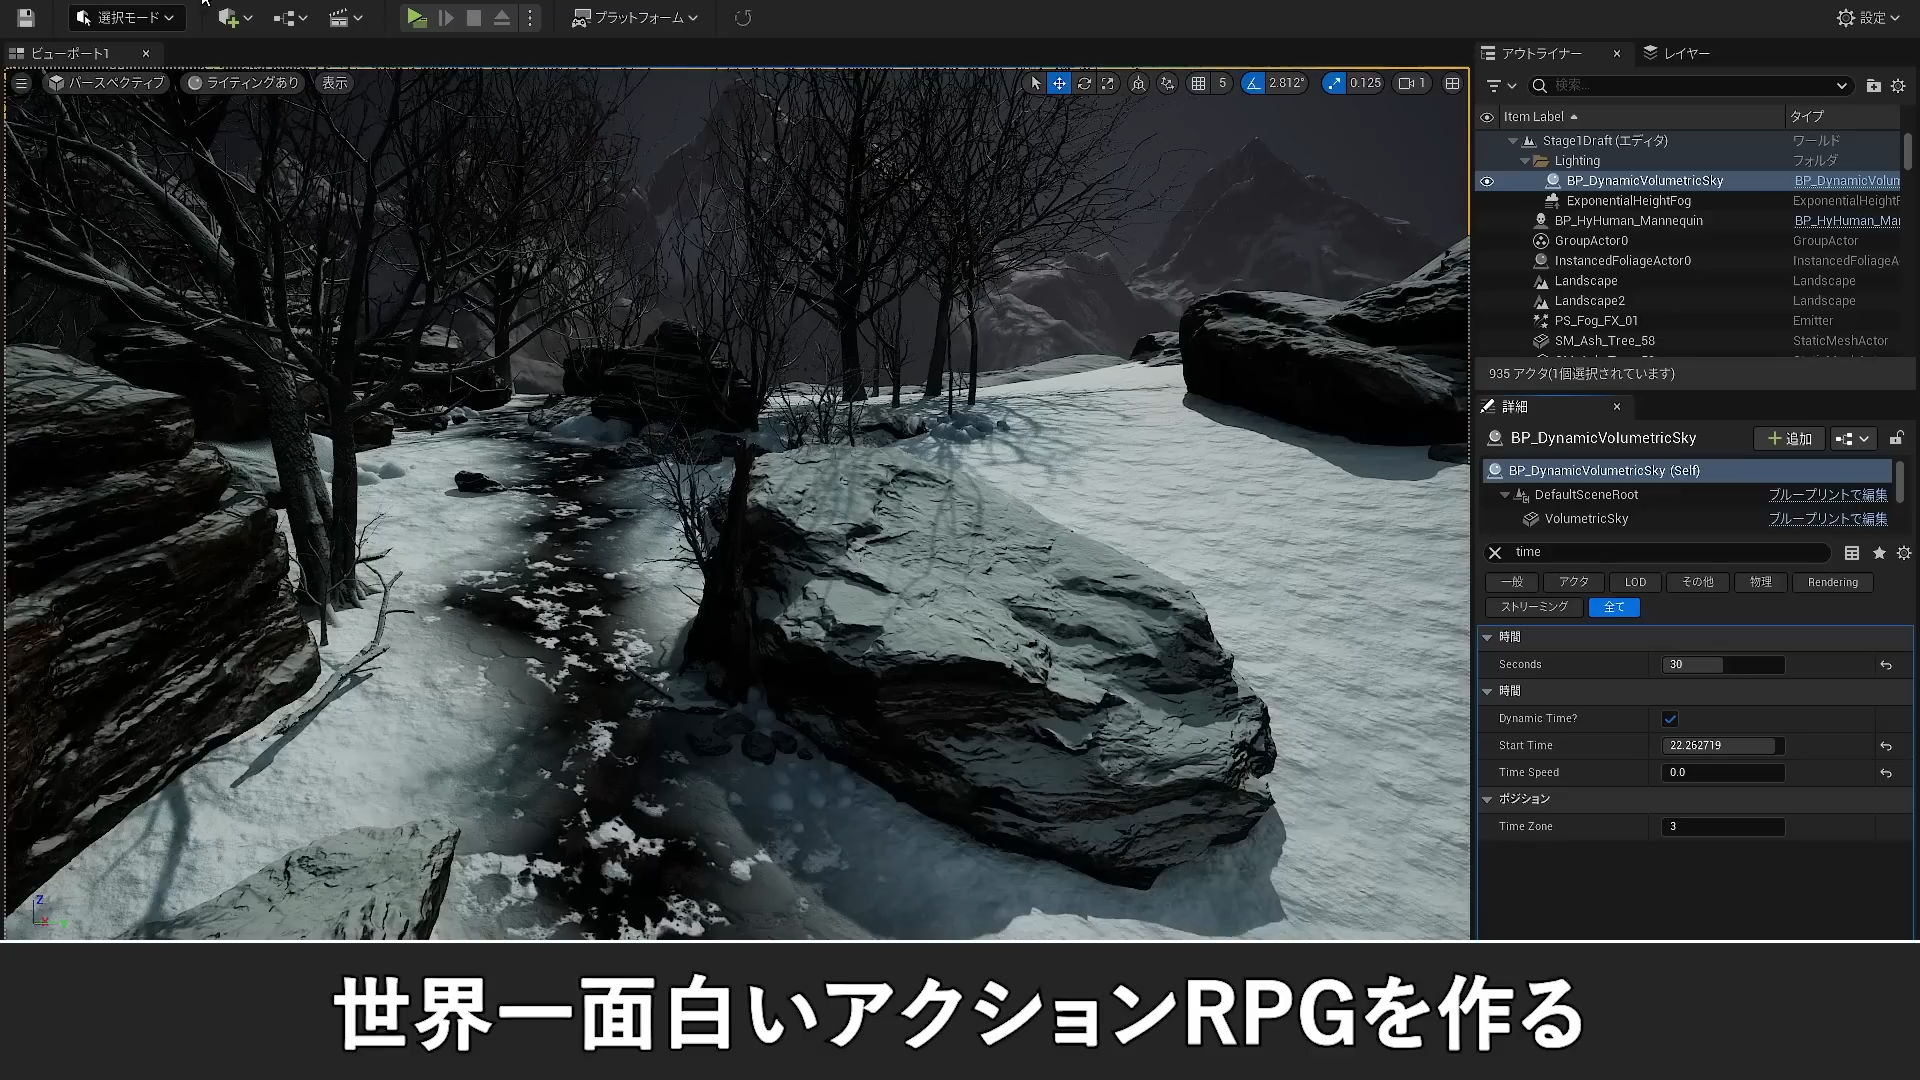 選択モード
プラットフォーム
設定
ビューポート1
パースペクティブ
ライティングあり
表示
5
2.812°
0.125
1
アウトライナー
レイヤー
検索...
Item Label
タイプ
Stage1Draft (エディタ)
ワールド
Lighting
フォルダ
BP_DynamicVolumetricSky
BP_DynamicVolum
ExponentialHeightFog
ExponentialHeightF
BP_HyHuman_Mannequin
BP_HyHuman_Ma
GroupActor0
GroupActor
InstancedFoliageActor0
InstancedFoliageA
Landscape
Landscape
Landscape2
Landscape
PS_Fog_FX_01
Emitter
SM_Ash_Tree_58
StaticMeshActor
935 アクタ(1個選択されています)
詳細
BP_DynamicVolumetricSky
追加
BP_DynamicVolumetricSky (Self)
DefaultSceneRoot
ブループリントで編集
VolumetricSky
ブループリントで編集
time
一般
アクタ
LOD
その他
物理
Rendering
ストリーミング
全て
時間
Seconds
30
時間
Dynamic Time?
Start Time
22.262719
Time Speed
0.0
ポジション
Time Zone
3
Z
世界一面白いアクションRPGを作る